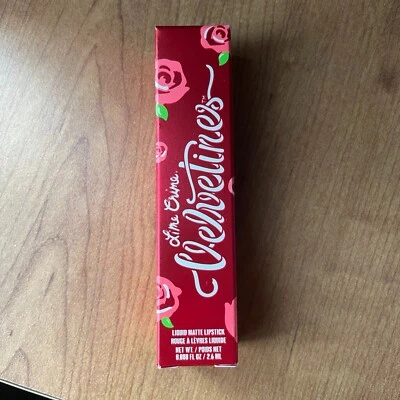 Lime Crime.
Velvetines™
LIQUID MATTE LIPSTICK
ROUGE À LÈVRES LIQUIDE
NET WT. / POIDS NET
0.088 FL OZ / 2.6 ML